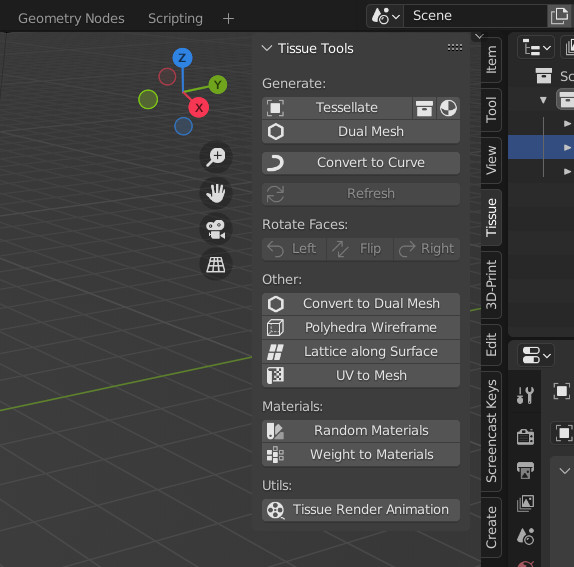 Geometry Nodes Scripting +
Scene
Tissue Tools
Generate:
Tessellate
Dual Mesh
Convert to Curve
Refresh
Rotate Faces:
Left Flip Right
Other:
Convert to Dual Mesh
Polyhedra Wireframe
Lattice along Surface
UV to Mesh
Materials:
Random Materials
Weight to Materials
Utils:
Tissue Render Animation
Z
Y
X
Item
Tool
View
Tissue
3D-Print
Edit
Screencast Keys
Create
Sc